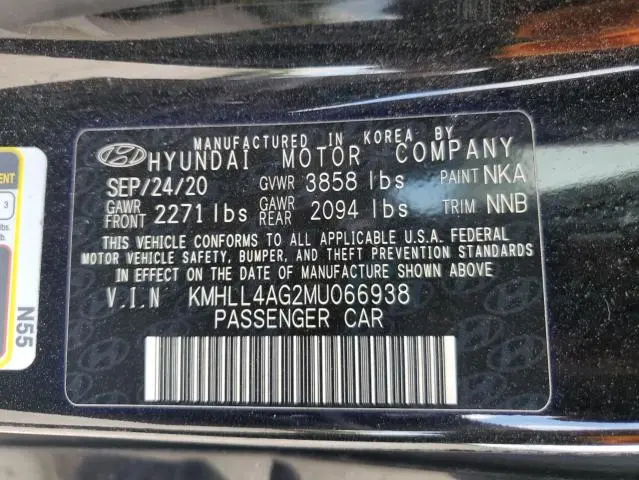 MANUFACTURED IN KOREA BY
HYUNDAI MOTOR COMPANY
SEP/24/20 GVWR 3858 lbs PAINT NKA
GAWR FRONT 2271 lbs GAWR REAR 2094 lbs TRIM NNB
THIS VEHICLE CONFORMS TO ALL APPLICABLE U.S.A. FEDERAL
MOTOR VEHICLE SAFETY, BUMPER, AND THEFT PREVENTION STANDARDS
IN EFFECT ON THE DATE OF MANUFACTURE SHOWN ABOVE
V.I.N KMHLL4AG2MU066938
PASSENGER CAR
3
N55